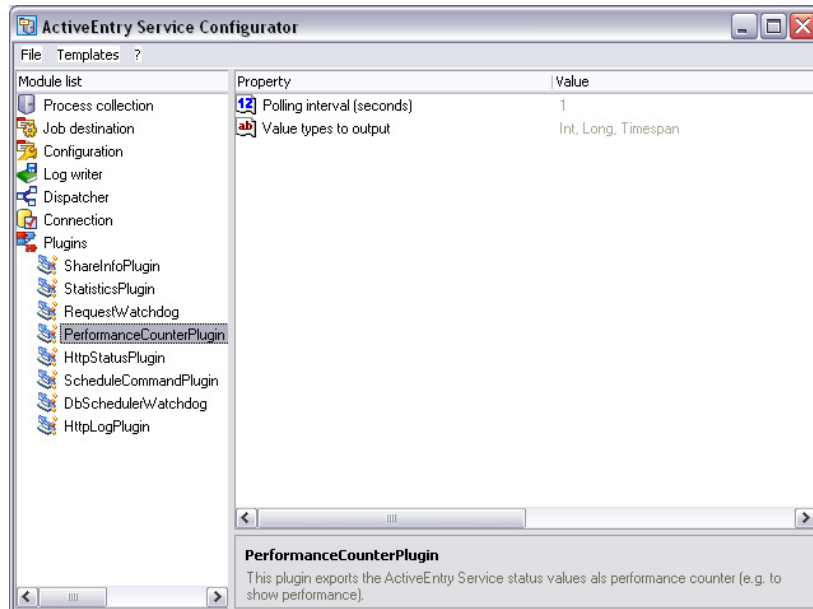 ActiveEntry Service Configurator
File Templates ?
Module list
Process collection
Job destination
Configuration
Log writer
Dispatcher
Connection
Plugins
ShareInfoPlugin
StatisticsPlugin
RequestWatchdog
PerformanceCounterPlugin
HttpStatusPlugin
ScheduleCommandPlugin
DbSchedulerWatchdog
HttpLogPlugin
Property Value
12 Polling interval (seconds) 1
ab Value types to output Int, Long, Timespan
PerformanceCounterPlugin
This plugin exports the ActiveEntry Service status values als performance counter (e.g. to
show performance).